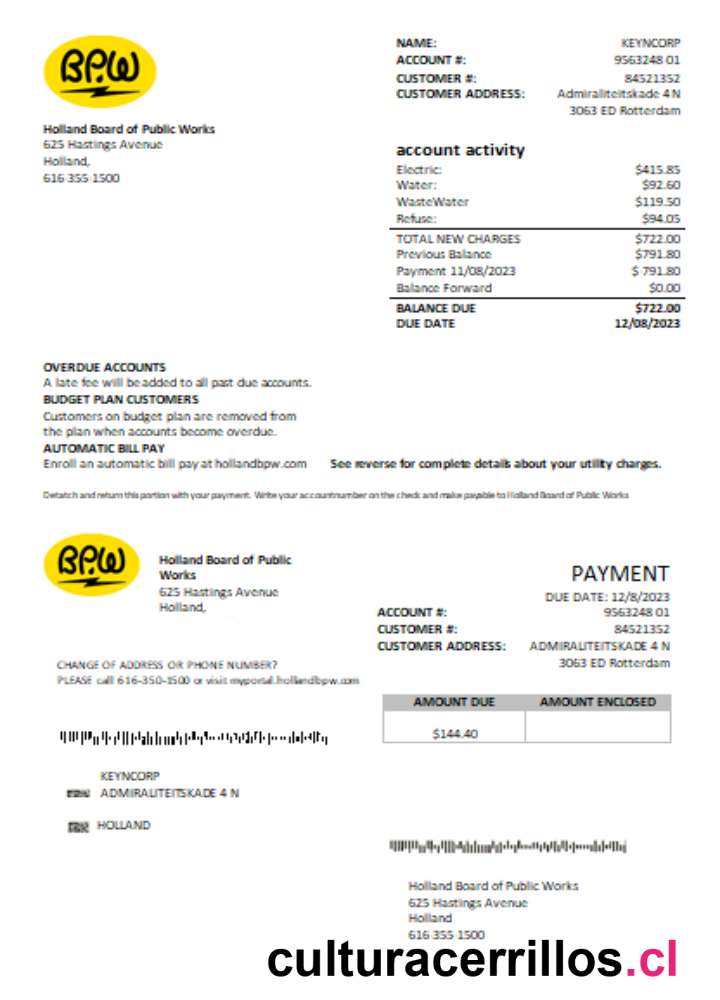 BPW
Holland Board of Public Works
625 Hastings Avenue
Holland,
616 355 1500
NAME: KEYNCORP
ACCOUNT #: 9563248 01
CUSTOMER #: 84521352
CUSTOMER ADDRESS: Admiraliteitskade 4 N
3063 ED Rotterdam
account activity
Electric: $415.85
Water: $92.60
WasteWater $119.50
Refuse: $94.05
TOTAL NEW CHARGES $722.00
Previous Balance $791.80
Payment 11/08/2023 $ 791.80
Balance Forward $0.00
BALANCE DUE $722.00
DUE DATE 12/08/2023
OVERDUE ACCOUNTS
A late fee will be added to all past due accounts.
BUDGET PLAN CUSTOMERS
Customers on budget plan are removed from
the plan when accounts become overdue.
AUTOMATIC BILL PAY
Enroll an automatic bill pay at hollandbpw.com See reverse for complete details about your utility charges.
Detatch and return this portion with your payment. Write your accountnumber on the check and make payable to Holland Board of Public Works
BPW
Holland Board of Public
Works
625 Hastings Avenue
Holland,
PAYMENT
DUE DATE: 12/8/2023
ACCOUNT #: 9563248 01
CUSTOMER #: 84521352
CUSTOMER ADDRESS: ADMIRALITEITSKADE 4 N
3063 ED Rotterdam
CHANGE OF ADDRESS OR PHONE NUMBER?
PLEASE call 616-350-1500 or visit myportal.hollandbpw.com
AMOUNT DUE AMOUNT ENCLOSED
$144.40
KEYNCORP
ADMIRALITEITSKADE 4 N
HOLLAND
Holland Board of Public Works
625 Hastings Avenue
Holland
616 355 1500
culturacerrillos.cl